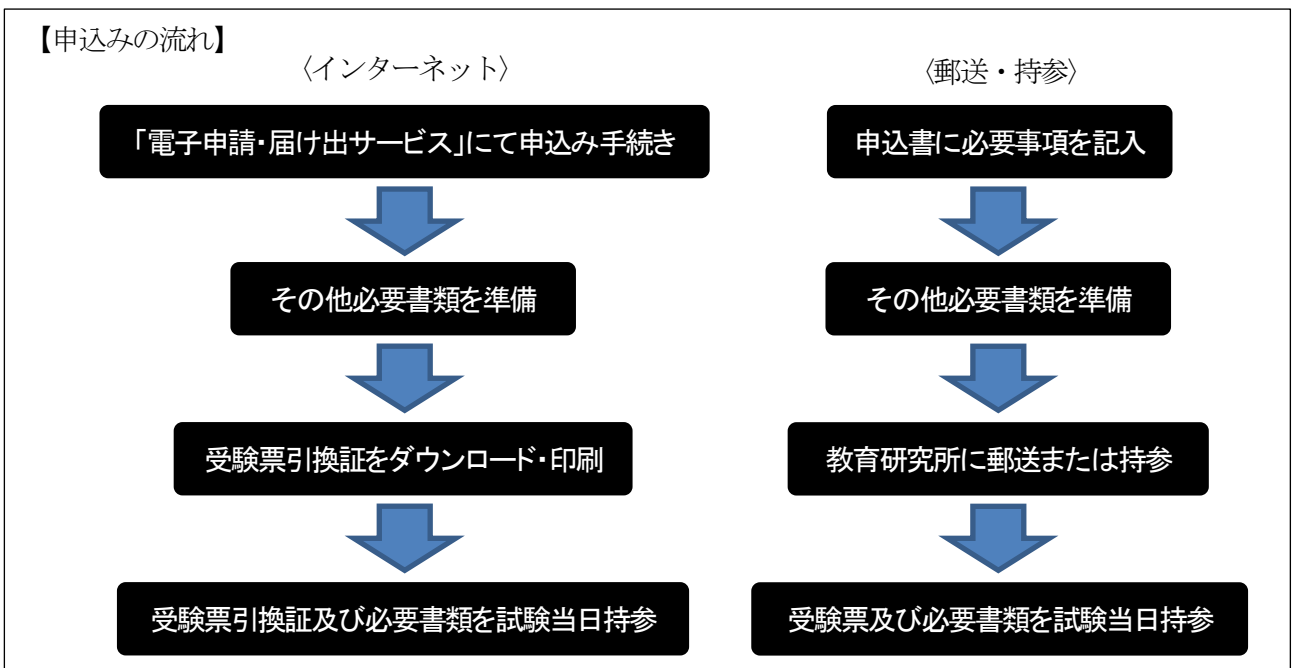 【申込みの流れ】
〈インターネット〉
「電子申請・届け出サービス」にて申込み手続き
その他必要書類を準備
受験票引換証をダウンロード・印刷
受験票引換証及び必要書類を試験当日持参
〈郵送・持参〉
申込書に必要事項を記入
その他必要書類を準備
教育研究所に郵送または持参
受験票及び必要書類を試験当日持参